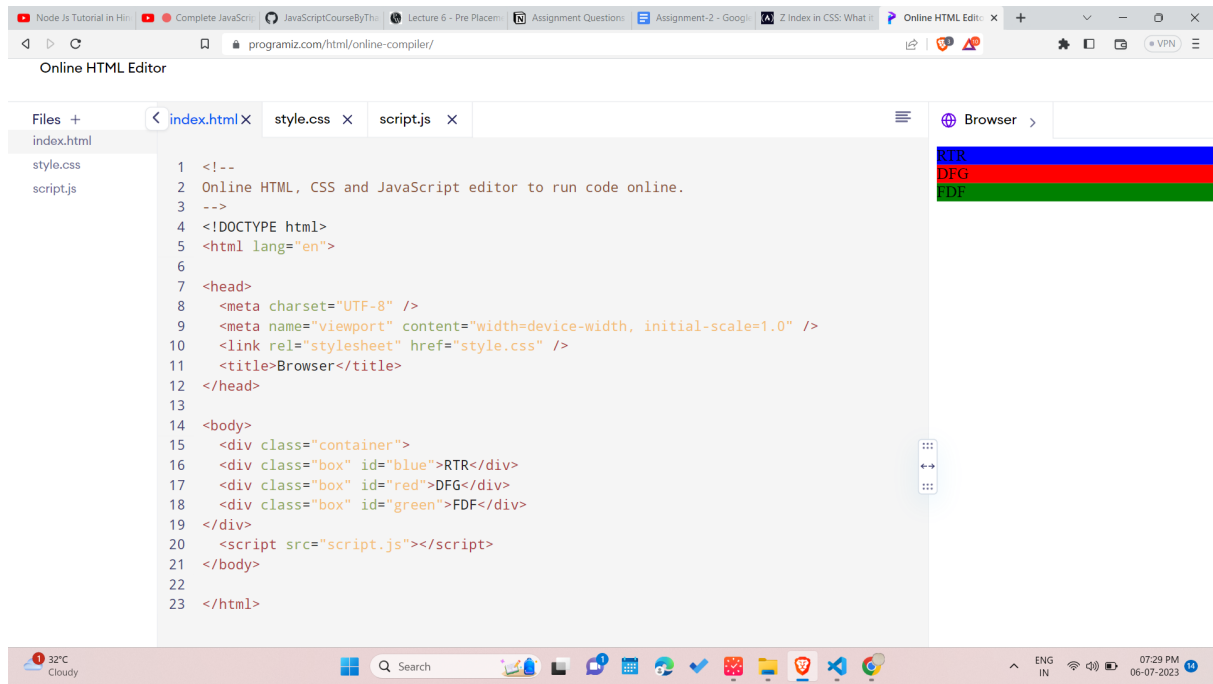 Node Js Tutorial in Hin
Complete JavaScrip
JavaScriptCourseByTha
Lecture 6 - Pre Placem
Assignment Questions
Assignment-2 - Googl
Z Index in CSS: What it
Online HTML Edito
programiz.com/html/online-compiler/
VPN
Online HTML Editor
Files +
index.html
style.css
script.js
index.html
style.css
script.js
Browser
1 <!--
2 Online HTML, CSS and JavaScript editor to run code online.
3 -->
4 <!DOCTYPE html>
5 <html lang="en">
6
7 <head>
8 <meta charset="UTF-8" />
9 <meta name="viewport" content="width=device-width, initial-scale=1.0" />
10 <link rel="stylesheet" href="style.css" />
11 <title>Browser</title>
12 </head>
13
14 <body>
15 <div class="container">
16 <div class="box" id="blue">RTR</div>
17 <div class="box" id="red">DFG</div>
18 <div class="box" id="green">FDF</div>
19 </div>
20 <script src="script.js"></script>
21 </body>
22
23 </html>
RTR
DFG
FDF
1
32°C
Cloudy
Search
1
ENG
IN
07:29 PM
06-07-2023
14